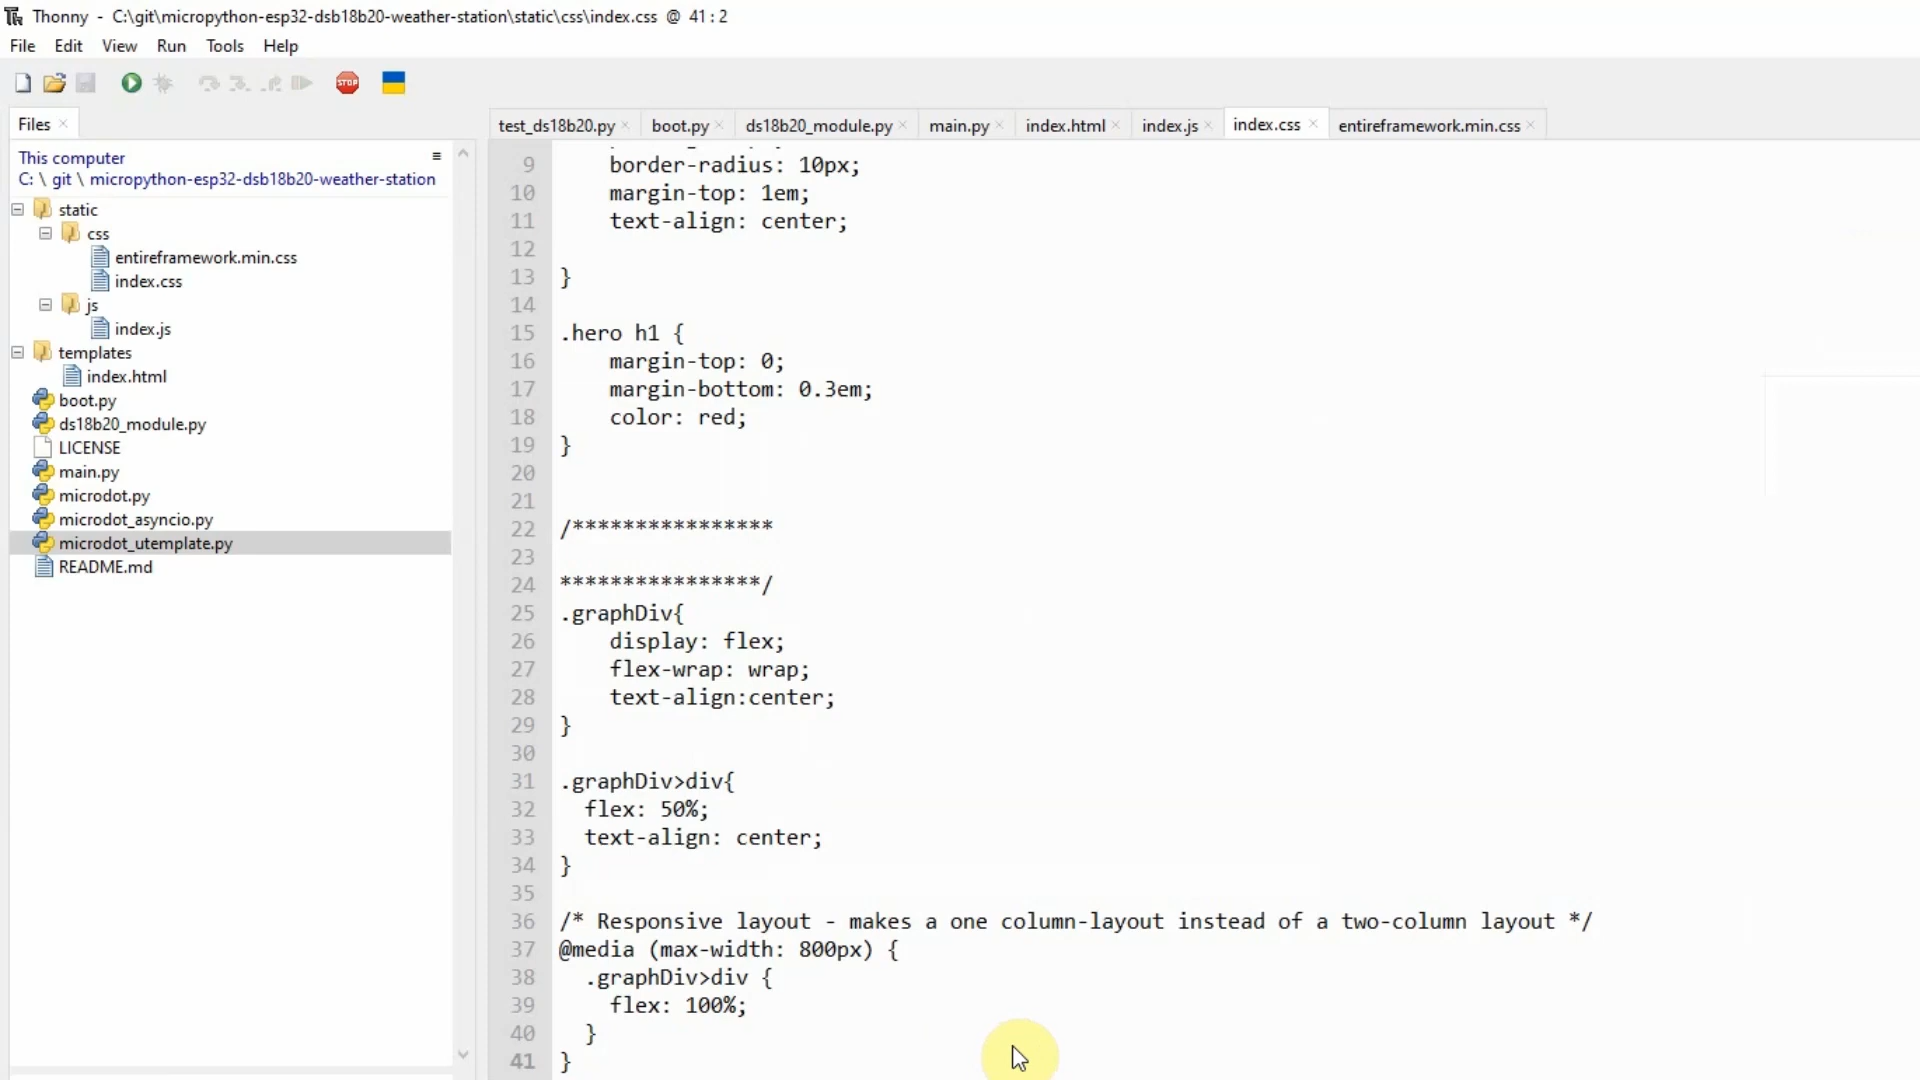 Thonny - C:\git\micropython-esp32-dsb18b20-weather-station\static\css\index.css @ 41 : 2
File Edit View Run Tools Help
STOP
Files
This computer
C: \ git \ micropython-esp32-dsb18b20-weather-station
static
css
entireframework.min.css
index.css
js
index.js
templates
index.html
boot.py
ds18b20_module.py
LICENSE
main.py
microdot.py
microdot_asyncio.py
microdot_utemplate.py
README.md
test_ds18b20.py boot.py ds18b20_module.py main.py index.html index.js index.css entireframework.min.css
9 border-radius: 10px;
10 margin-top: 1em;
11 text-align: center;
12
13 }
14
15 .hero h1 {
16 margin-top: 0;
17 margin-bottom: 0.3em;
18 color: red;
19 }
20
21
22 /****************
23
24 ****************/
25 .graphDiv{
26 display: flex;
27 flex-wrap: wrap;
28 text-align:center;
29 }
30
31 .graphDiv>div{
32 flex: 50%;
33 text-align: center;
34 }
35
36 /* Responsive layout - makes a one column-layout instead of a two-column layout */
37 @media (max-width: 800px) {
38 .graphDiv>div {
39 flex: 100%;
40 }
41 }